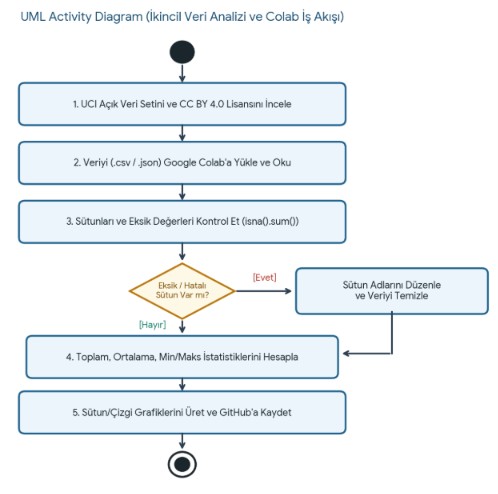 UML Activity Diagram (İkincil Veri Analizi ve Colab İş Akışı)
1. UCI Açık Veri Setini ve CC BY 4.0 Lisansını İncele
2. Veriyi (.csv / .json) Google Colab'a Yükle ve Oku
3. Sütunları ve Eksik Değerleri Kontrol Et (isna().sum())
Eksik / Hatalı
Sütun Var mı?
[Evet]
Sütun Adlarını Düzenle
ve Veriyi Temizle
[Hayır]
4. Toplam, Ortalama, Min/Maks İstatistiklerini Hesapla
5. Sütun/Çizgi Grafiklerini Üret ve GitHub'a Kaydet